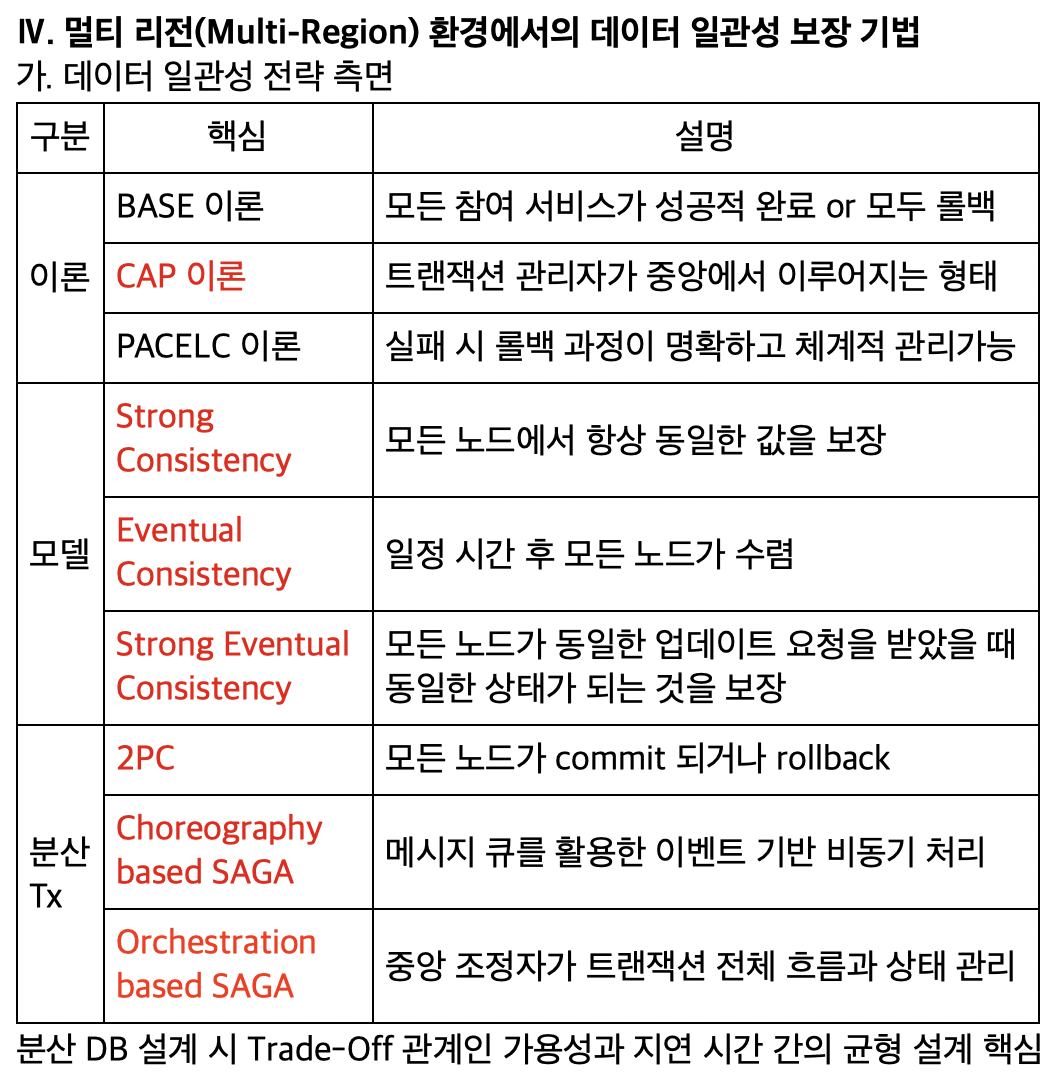 Ⅳ. 멀티 리전(Multi-Region) 환경에서의 데이터 일관성 보장 기법
가. 데이터 일관성 전략 측면
구분 핵심 설명
이론
BASE 이론 모든 참여 서비스가 성공적 완료 or 모두 롤백
CAP 이론 트랜잭션 관리자가 중앙에서 이루어지는 형태
PACELC 이론 실패 시 롤백 과정이 명확하고 체계적 관리가능
모델
Strong
Consistency
모든 노드에서 항상 동일한 값을 보장
Eventual
Consistency
일정 시간 후 모든 노드가 수렴
Strong Eventual
Consistency
모든 노드가 동일한 업데이트 요청을 받았을 때
동일한 상태가 되는 것을 보장
분산
Tx
2PC 모든 노드가 commit 되거나 rollback
Choreography
based SAGA
메시지 큐를 활용한 이벤트 기반 비동기 처리
Orchestration
based SAGA
중앙 조정자가 트랜잭션 전체 흐름과 상태 관리
분산 DB 설계 시 Trade-Off 관계인 가용성과 지연 시간 간의 균형 설계 핵심